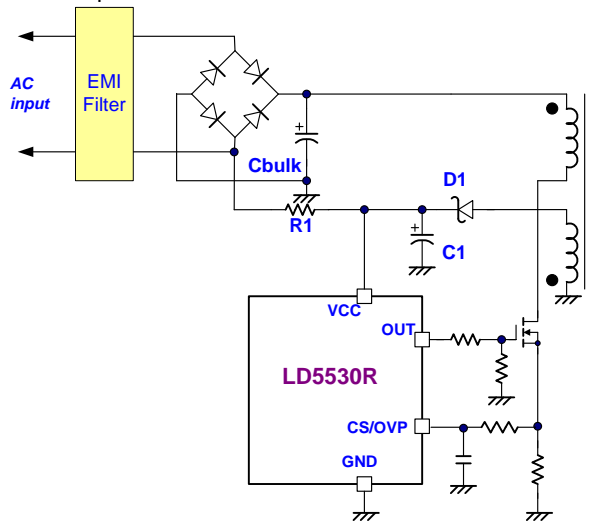 AC
input
EMI
Filter
Cbulk
R1
D1
C1
VCC
OUT
LD5530R
CS/OVP
GND